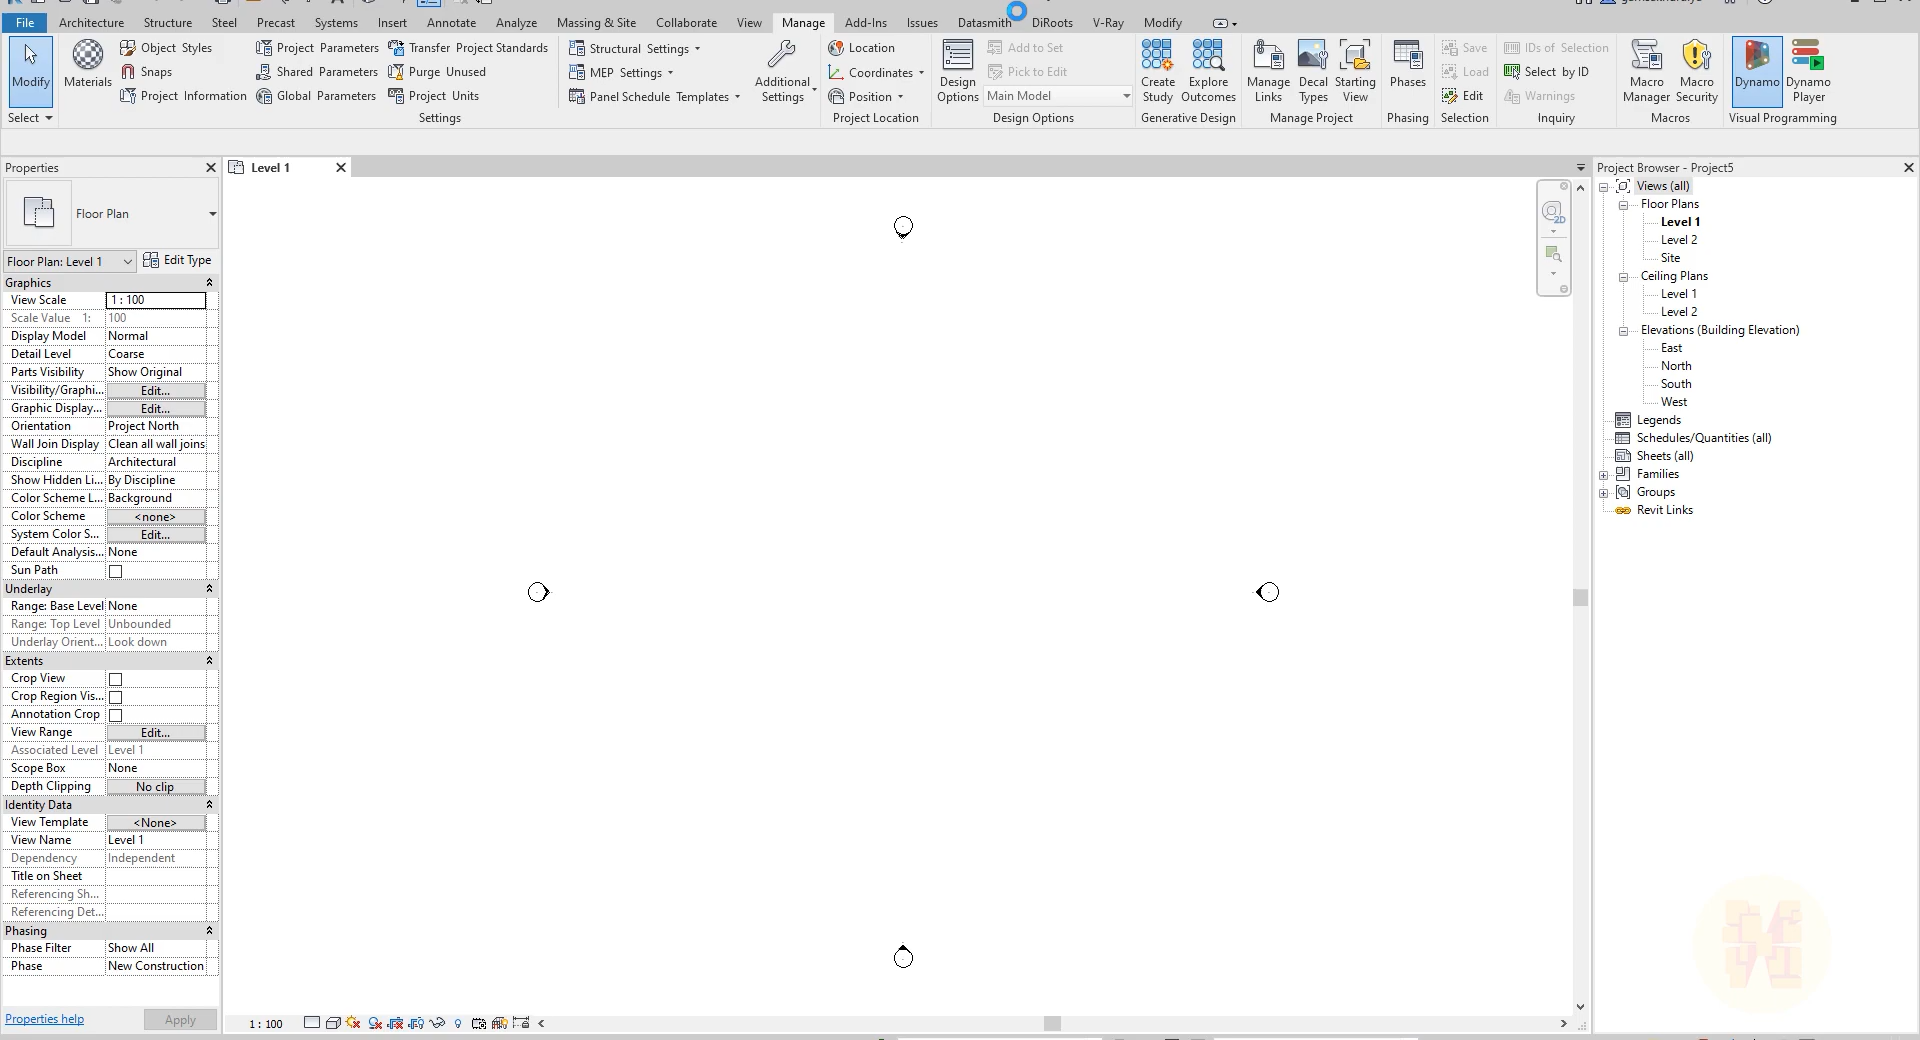 File Architecture Structure Steel Precast Systems Insert Annotate Analyze Massing & Site Collaborate View Manage Add-Ins Issues Datasmith DiRoots V-Ray Modify
Modify
Select
Materials
Object Styles
Snaps
Project Information
Project Parameters
Shared Parameters
Global Parameters
Transfer Project Standards
Purge Unused
Project Units
Settings
Structural Settings
MEP Settings
Panel Schedule Templates
Additional Settings
Location
Coordinates
Position
Project Location
Design Options
Add to Set
Pick to Edit
Main Model
Design Options
Create Study
Explore Outcomes
Generative Design
Manage Links
Decal Types
Starting View
Manage Project
Phases
Phasing
Save
Load
Edit
Selection
IDs of Selection
Select by ID
Warnings
Inquiry
Macro Manager
Macro Security
Macros
Dynamo
Dynamo Player
Visual Programming
Properties
Floor Plan
Floor Plan: Level 1 Edit Type
Graphics
View Scale 1 : 100
Scale Value 1: 100
Display Model Normal
Detail Level Coarse
Parts Visibility Show Original
Visibility/Graphi... Edit...
Graphic Display... Edit...
Orientation Project North
Wall Join Display Clean all wall joins
Discipline Architectural
Show Hidden Li... By Discipline
Color Scheme L... Background
Color Scheme <none>
System Color S... Edit...
Default Analysis... None
Sun Path
Underlay
Range: Base Level None
Range: Top Level Unbounded
Underlay Orient... Look down
Extents
Crop View
Crop Region Vis...
Annotation Crop
View Range Edit...
Associated Level Level 1
Scope Box None
Depth Clipping No clip
Identity Data
View Template <None>
View Name Level 1
Dependency Independent
Title on Sheet
Referencing Sh...
Referencing Det...
Phasing
Phase Filter Show All
Phase New Construction
Properties help Apply
Level 1
2D
1 : 100
Project Browser - Project5
Views (all)
Floor Plans
Level 1
Level 2
Site
Ceiling Plans
Level 1
Level 2
Elevations (Building Elevation)
East
North
South
West
Legends
Schedules/Quantities (all)
Sheets (all)
Families
Groups
Revit Links